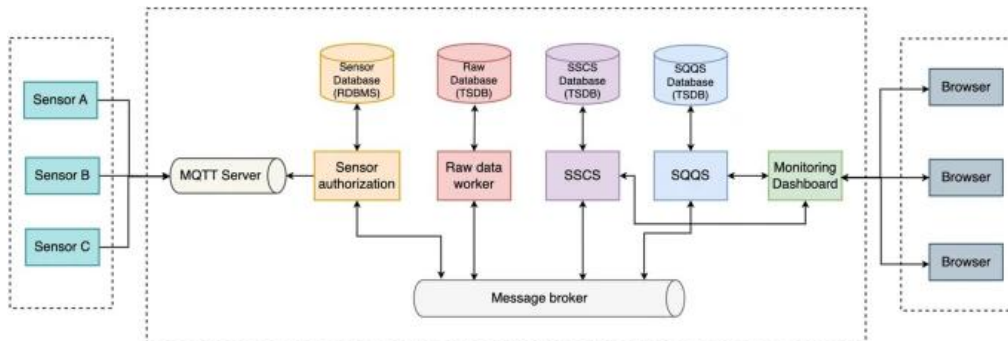 Sensor A
Sensor B
Sensor C
MQTT Server
Sensor
Database
(RDBMS)
Raw
Database
(TSDB)
SSCS
Database
(TSDB)
SQQS
Database
(TSDB)
Sensor
authorization
Raw data
worker
SSCS
SQQS
Monitoring
Dashboard
Message broker
Browser
Browser
Browser